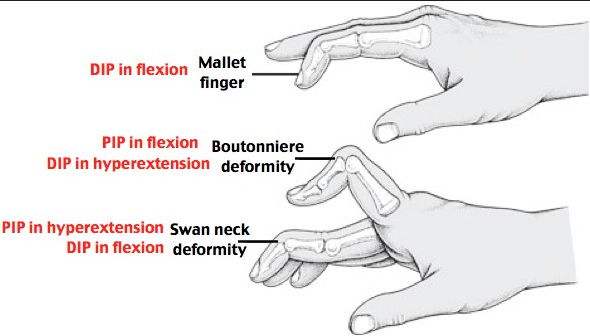 DIP in flexion
Mallet
finger
PIP in flexion
DIP in hyperextension
Boutonniere
deformity
PIP in hyperextension
DIP in flexion
Swan neck
deformity